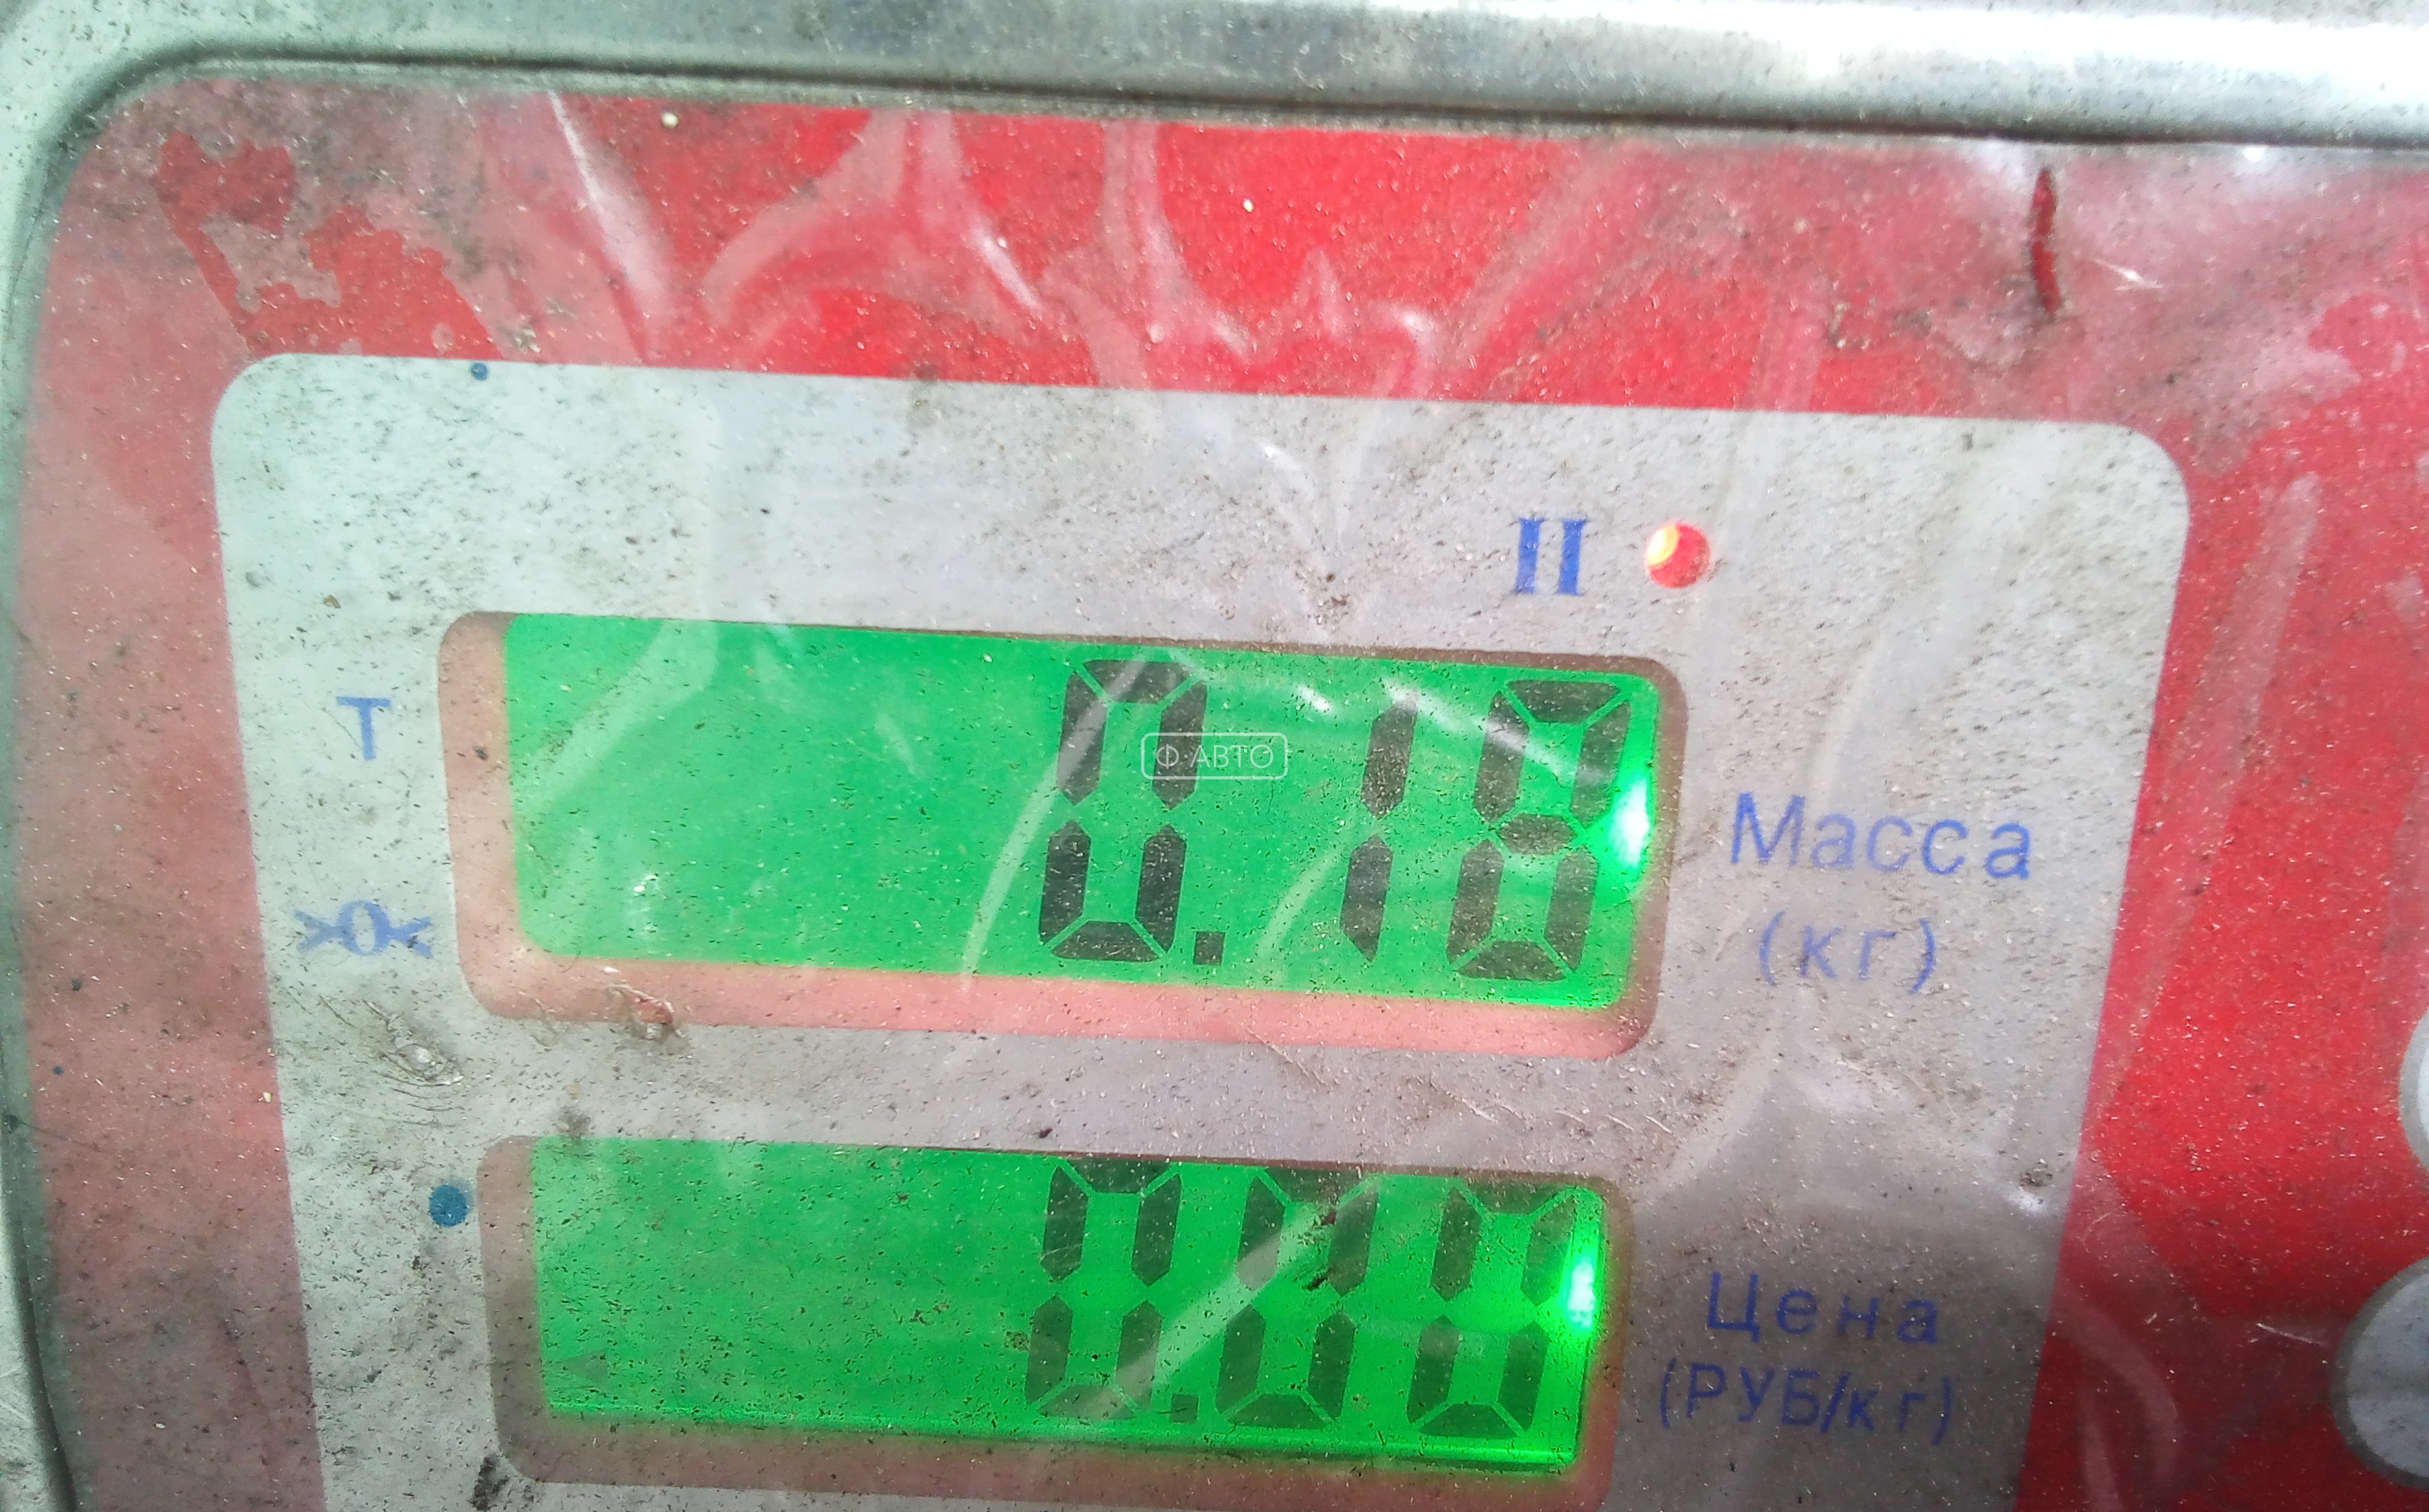 II
T
0.18
Ф-АВТО
Масса
>0<
(кг)
0.00
Цена
(РУБ/кг)